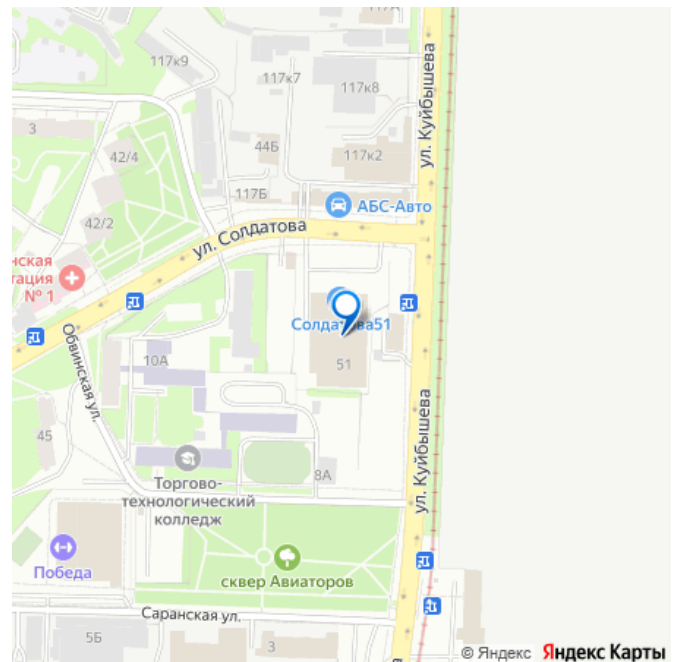 117А
117к9
117к7
117к8
ул. Куйбышева
3
42/4
44Б
117к2
117Б
АБС-Авто
42/2
ул. Солдатова
нская
тация
№ 1
Солдатова51
51
Обвинская ул.
10А
ул. Куйбышева
45
8А
Торгово-
технологический
колледж
Победа
сквер Авиаторов
Саранская ул.
5Б
3
© Яндекс Яндекс Карты